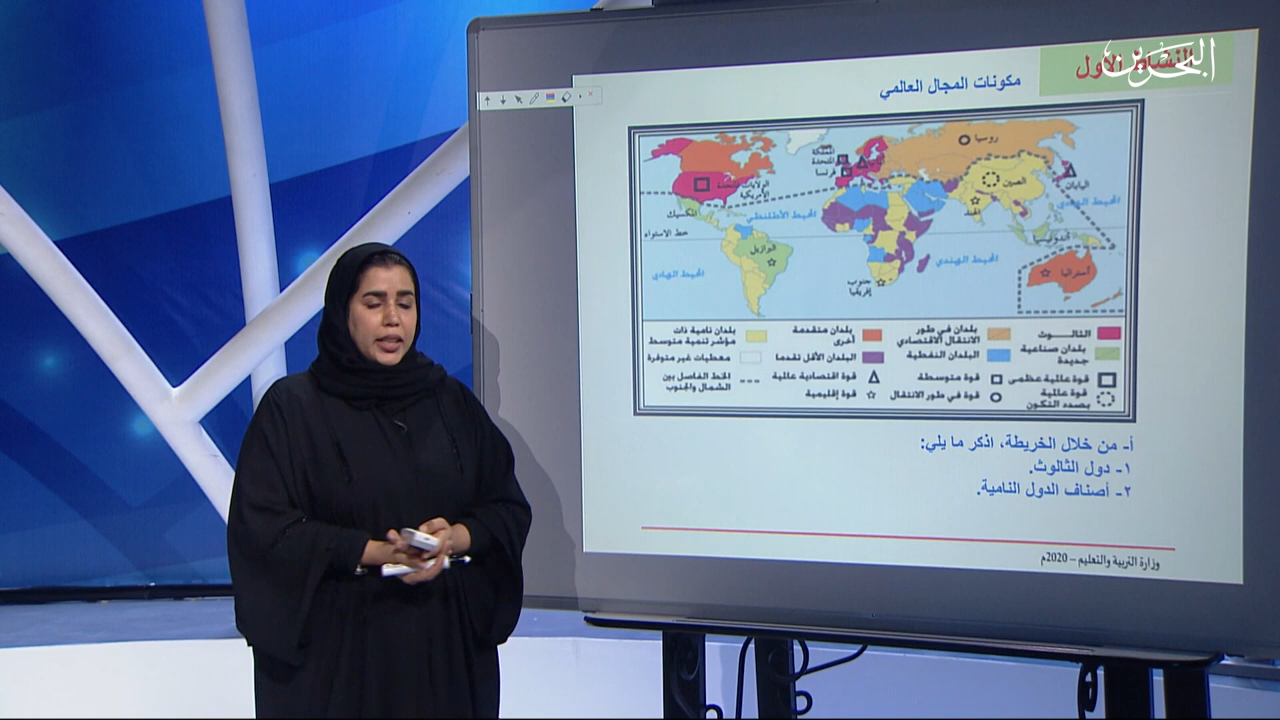 البحرين
النشاط الأول
مكونات المجال العالمي
روسيا
المملكة
المتحدة
فرنسا
اليابان
الصين
الهند
الولايات المتحدة
الأمريكية
المكسيك
المحيط الأطلنطي
المحيط الهادي
خط الاستواء
البرازيل
إندونيسيا
المحيط الهندي
المحيط الهادي
أستراليا
جنوب
إفريقيا
الثالوث
بلدان في طور
الانتقال الاقتصادي
بلدان متقدمة
أخرى
بلدان نامية ذات
مؤشر تنمية متوسط
بلدان صناعية
جديدة
البلدان النفطية
البلدان الأقل تقدما
معطيات غير متوفرة
قوة عالمية عظمى
قوة متوسطة
قوة اقتصادية عالمية
الخط الفاصل بين
الشمال والجنوب
قوة عالمية
بصدد التكون
قوة في طور الانتقال
قوة إقليمية
أ- من خلال الخريطة، اذكر ما يلي:
١- دول الثالوث.
٢- أصناف الدول النامية.
وزارة التربية والتعليم – 2020م